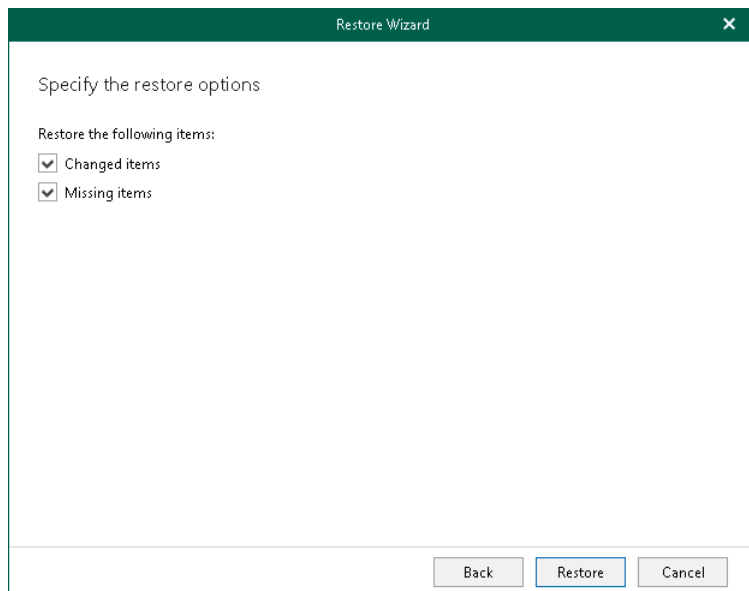 Restore Wizard
Specify the restore options
Restore the following items:
Changed items
Missing items
Back Restore Cancel